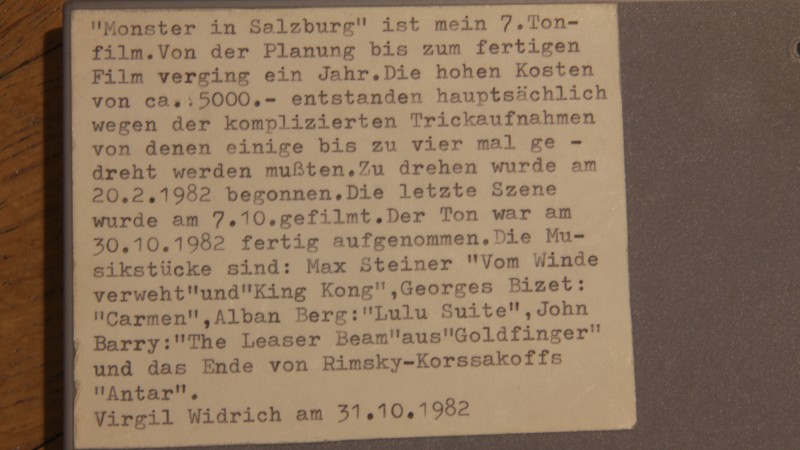 "Monster in Salzburg" ist mein 7.Ton-
film.Von der Planung bis zum fertigen
Film verging ein Jahr.Die hohen Kosten
von ca. 5000.- entstanden hauptsächlich
wegen der komplizierten Trickaufnahmen
von denen einige bis zu vier mal ge -
dreht werden mußten.Zu drehen wurde am
20.2.1982 begonnen.Die letzte Szene
wurde am 7.10.gefilmt.Der Ton war am
30.10.1982 fertig aufgenommen.Die Mu-
sikstücke sind: Max Steiner "Vom Winde
verweht"und"King Kong",Georges Bizet:
"Carmen",Alban Berg:"Lulu Suite",John
Barry:"The Leaser Beam"aus"Goldfinger"
und das Ende von Rimsky-Korssakoffs
"Antar".
Virgil Widrich am 31.10.1982